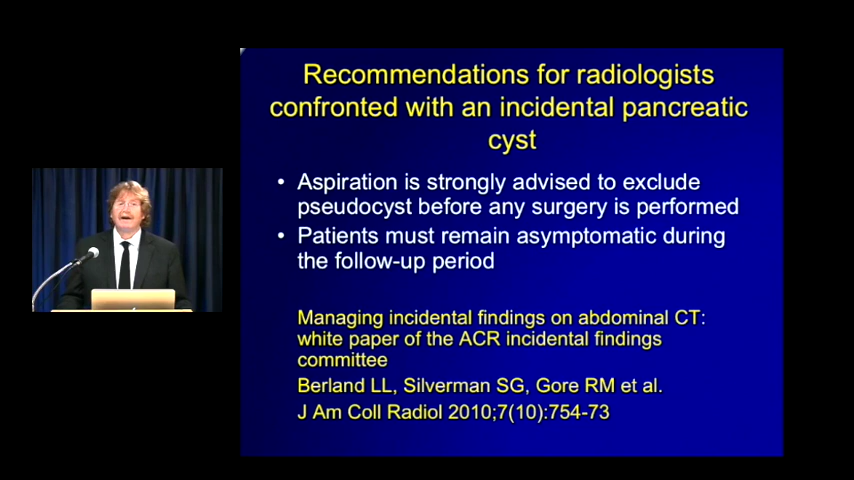 Recommendations for radiologists
confronted with an incidental pancreatic
cyst
• Aspiration is strongly advised to exclude
pseudocyst before any surgery is performed
• Patients must remain asymptomatic during
the follow-up period
Managing incidental findings on abdominal CT:
white paper of the ACR incidental findings
committee
Berland LL, Silverman SG, Gore RM et al.
J Am Coll Radiol 2010;7(10):754-73